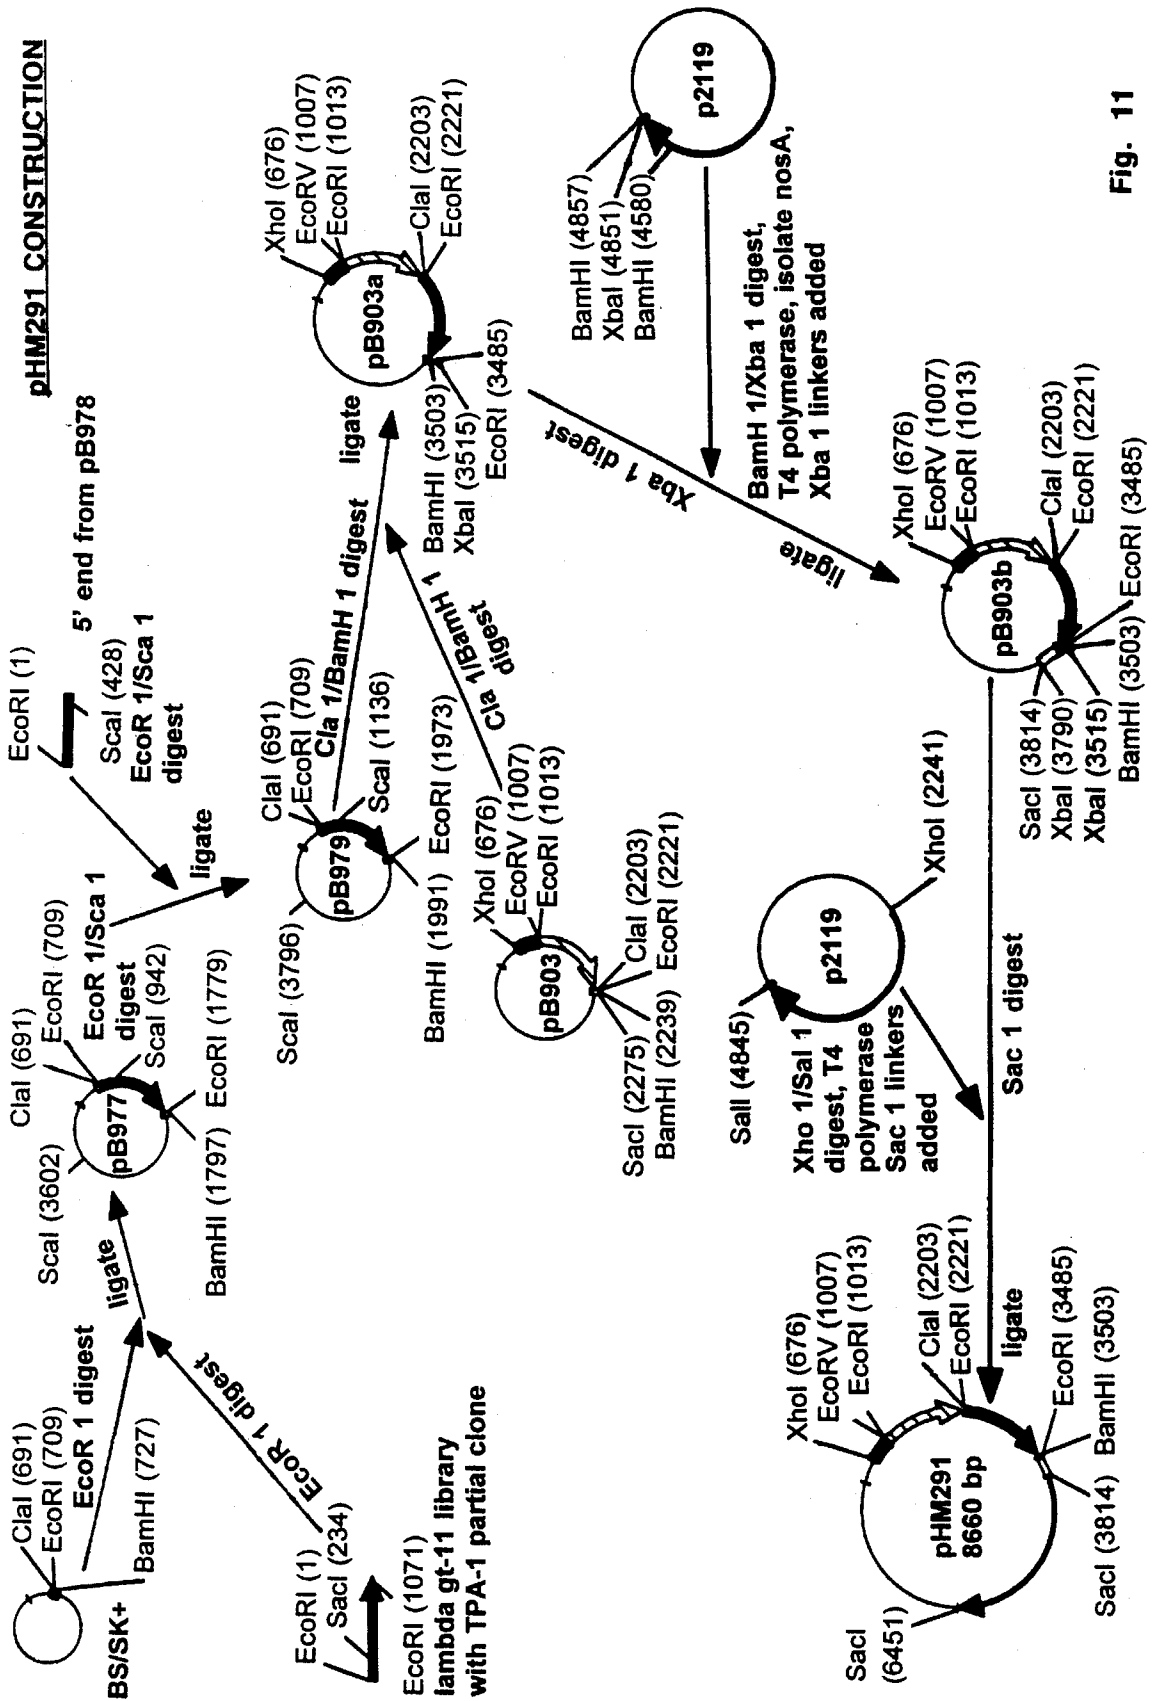 pHM291 CONSTRUCTION
ClaI (691)
EcoRI (709)
EcoR 1 digest
BamHI (727)
BS/SK+
EcoRI (1)
SacI (234)
EcoR 1 digest
EcoRI (1071)
lambda gt-11 library
with TPA-1 partial clone
ligate
ScaI (3602)
ClaI (691)
EcoRI (709)
EcoR 1/Sca 1
digest
ScaI (942)
pB977
BamHI (1797)
EcoRI (1779)
EcoRI (1)
5' end from pB978
ScaI (428)
EcoR 1/Sca 1
digest
ligate
ScaI (3796)
ClaI (691)
EcoRI (709)
Cla 1/BamH 1 digest
ScaI (1136)
pB979
BamHI (1991)
EcoRI (1973)
ligate
XhoI (676)
EcoRV (1007)
EcoRI (1013)
Cla 1/BamH 1
digest
pB903
ClaI (2203)
EcoRI (2221)
SacI (2275)
BamHI (2239)
XhoI (676)
EcoRV (1007)
EcoRI (1013)
pB903a
ClaI (2203)
EcoRI (2221)
BamHI (3503)
XbaI (3515)
EcoRI (3485)
Xba 1 digest
ligate
BamHI (4857)
XbaI (4851)
BamHI (4580)
p2119
BamH 1/Xba 1 digest,
T4 polymerase, isolate nosA,
Xba 1 linkers added
XhoI (676)
EcoRV (1007)
EcoRI (1013)
pB903b
ClaI (2203)
EcoRI (2221)
SacI (3814)
XbaI (3790)
XbaI (3515)
BamHI (3503)
EcoRI (3485)
SalI (4845)
p2119
XhoI (2241)
Xho 1/Sal 1
digest, T4
polymerase
Sac 1 linkers
added
Sac 1 digest
ligate
XhoI (676)
EcoRV (1007)
EcoRI (1013)
pHM291
8660 bp
ClaI (2203)
EcoRI (2221)
EcoRI (3485)
BamHI (3503)
SacI (3814)
SacI
(6451)
Fig. 11